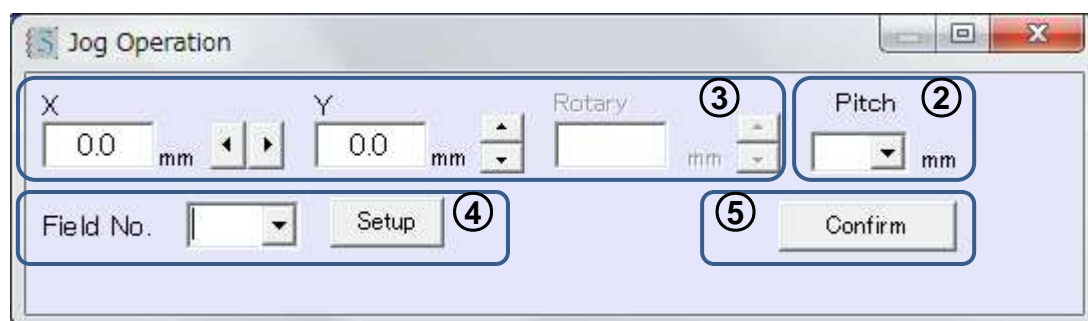 Jog Operation
X Y Rotary ③ Pitch ②
0.0 mm 0.0 mm mm mm
Field No. Setup ④ ⑤ Confirm